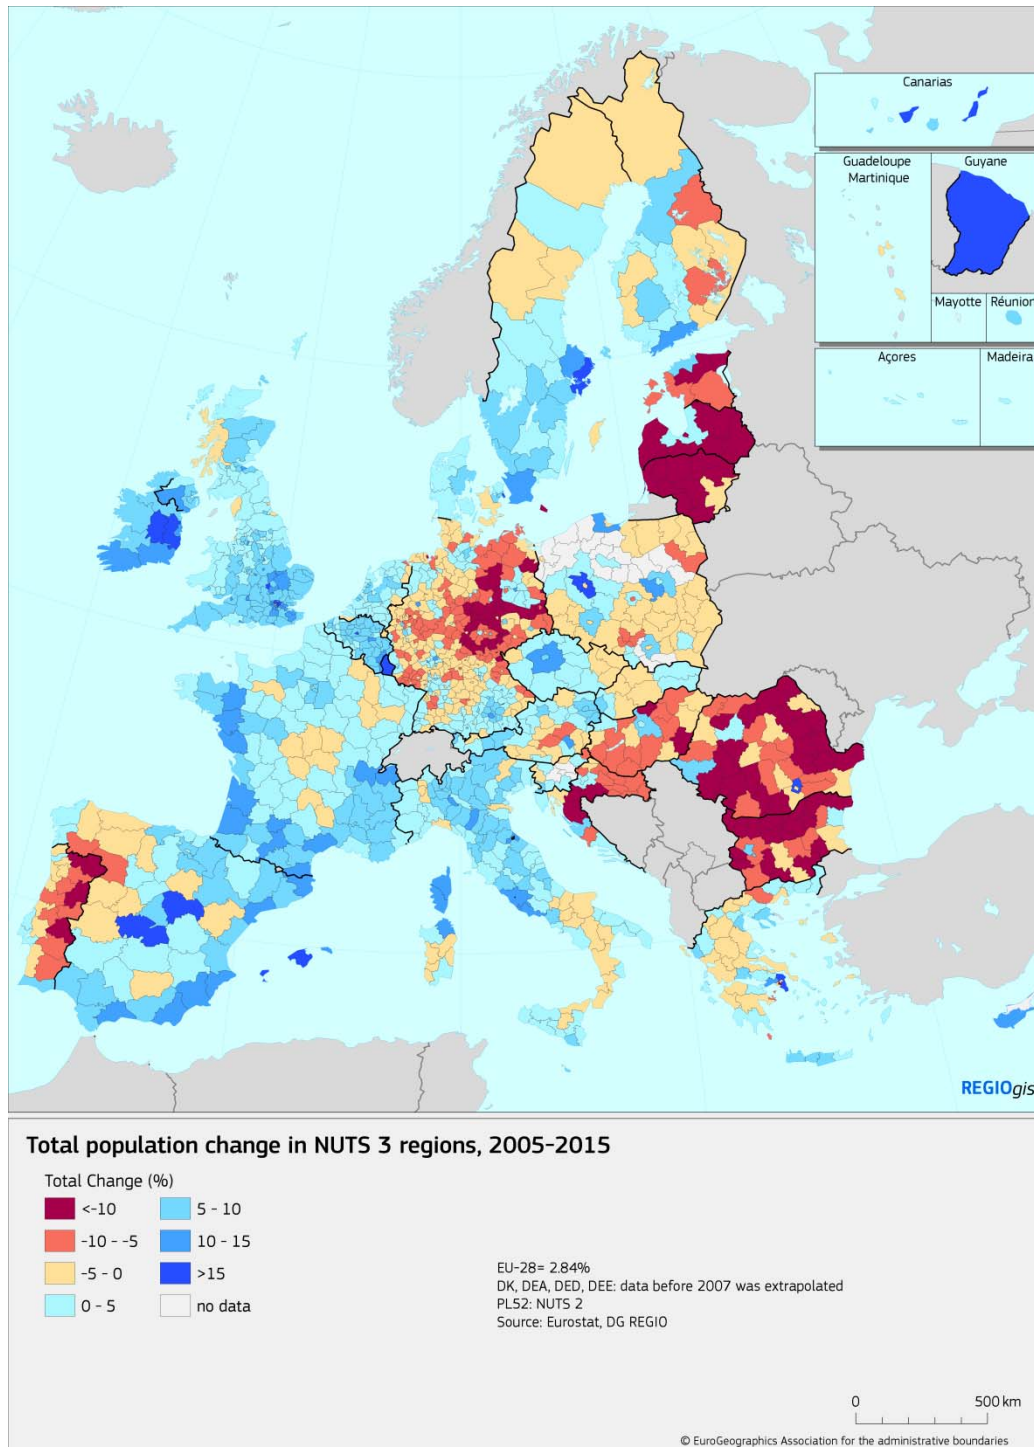 Canarias
Guadeloupe
Martinique
Guyane
Mayotte
Réunion
Açores
Madeira
REGIOgis
Total population change in NUTS 3 regions, 2005-2015
Total Change (%)
<-10
5 - 10
-10 - -5
10 - 15
-5 - 0
>15
0 - 5
no data
EU-28= 2.84%
DK, DEA, DED, DEE: data before 2007 was extrapolated
PL52: NUTS 2
Source: Eurostat, DG REGIO
0 500 km
© EuroGeographics Association for the administrative boundaries